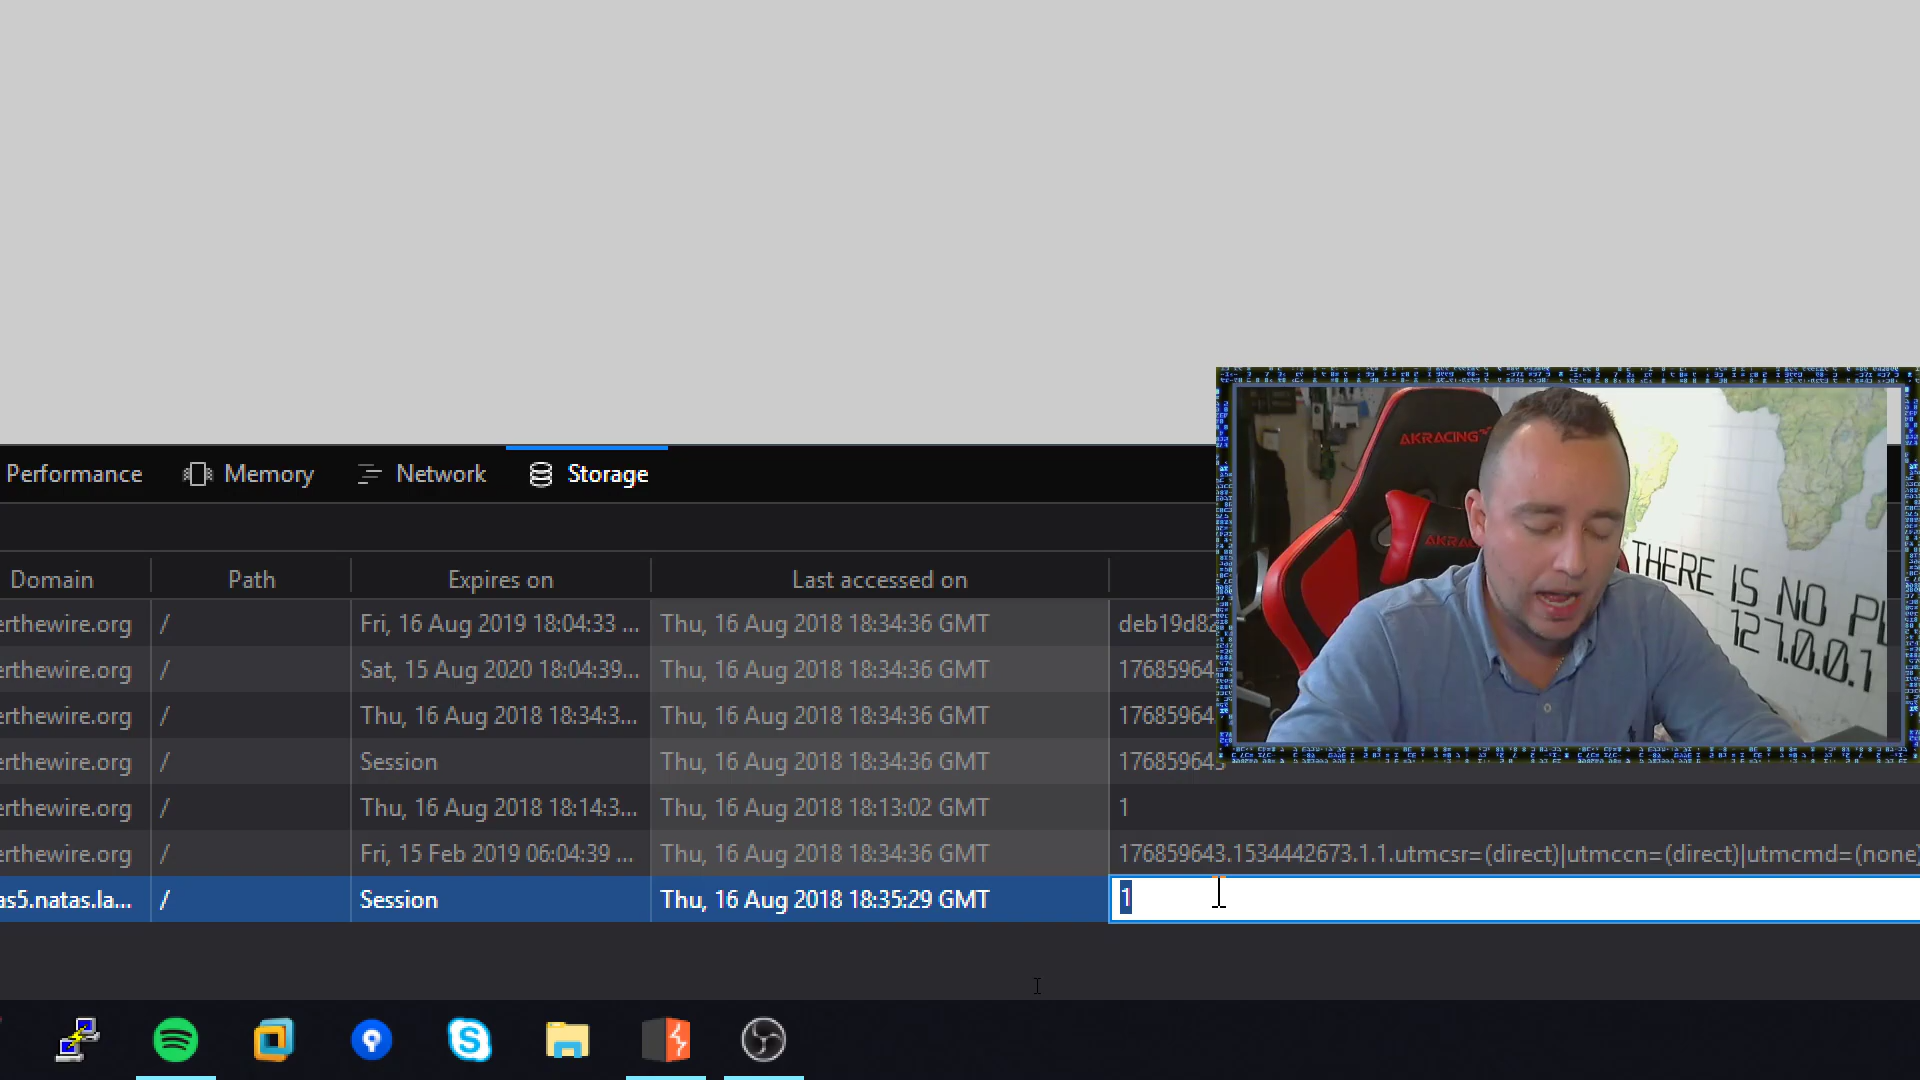 Performance Memory Network Storage
Domain Path Expires on Last accessed on
erthewire.org / Fri, 16 Aug 2019 18:04:33 ... Thu, 16 Aug 2018 18:34:36 GMT deb19d82
erthewire.org / Sat, 15 Aug 2020 18:04:39... Thu, 16 Aug 2018 18:34:36 GMT 17685964
erthewire.org / Thu, 16 Aug 2018 18:34:3... Thu, 16 Aug 2018 18:34:36 GMT 17685964
erthewire.org / Session Thu, 16 Aug 2018 18:34:36 GMT 176859643
erthewire.org / Thu, 16 Aug 2018 18:14:3... Thu, 16 Aug 2018 18:13:02 GMT 1
erthewire.org / Fri, 15 Feb 2019 06:04:39 ... Thu, 16 Aug 2018 18:34:36 GMT 176859643.1534442673.1.1.utmcsr=(direct)|utmccn=(direct)|utmcmd=(none)
as5.natas.la... / Session Thu, 16 Aug 2018 18:35:29 GMT 1
AKRACING
AKRA
THERE IS NO PL
127.0.0.1